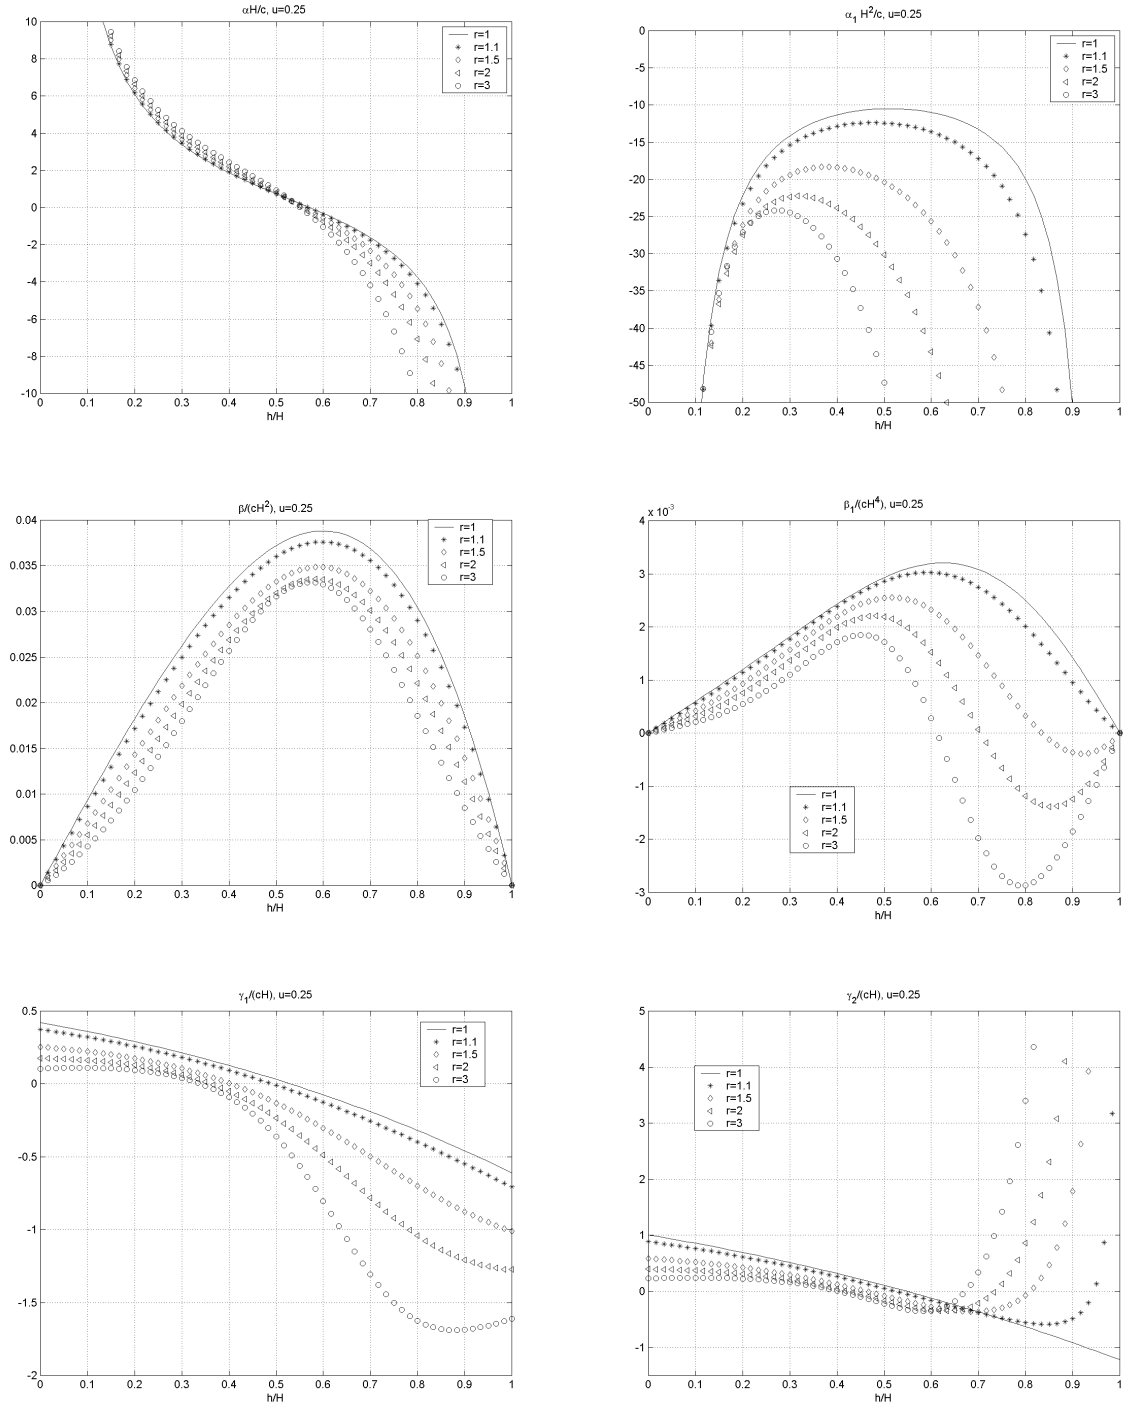 αH/c, u=0.25
10
8
6
4
2
0
-2
-4
-6
-8
-10
0 0.1 0.2 0.3 0.4 0.5 0.6 0.7 0.8 0.9 1
h/H
r=1
r=1.1
r=1.5
r=2
r=3
α₁ H²/c, u=0.25
0
-5
-10
-15
-20
-25
-30
-35
-40
-45
-50
0 0.1 0.2 0.3 0.4 0.5 0.6 0.7 0.8 0.9 1
h/H
r=1
r=1.1
r=1.5
r=2
r=3
β/(cH²), u=0.25
0.04
0.035
0.03
0.025
0.02
0.015
0.01
0.005
0
0 0.1 0.2 0.3 0.4 0.5 0.6 0.7 0.8 0.9 1
h/H
r=1
r=1.1
r=1.5
r=2
r=3
β₁/(cH⁴), u=0.25
x 10⁻³
4
3
2
1
0
-1
-2
-3
0 0.1 0.2 0.3 0.4 0.5 0.6 0.7 0.8 0.9 1
h/H
r=1
r=1.1
r=1.5
r=2
r=3
γ₁/(cH), u=0.25
0.5
0
-0.5
-1
-1.5
-2
0 0.1 0.2 0.3 0.4 0.5 0.6 0.7 0.8 0.9 1
h/H
r=1
r=1.1
r=1.5
r=2
r=3
γ₂/(cH), u=0.25
5
4
3
2
1
0
-1
0 0.1 0.2 0.3 0.4 0.5 0.6 0.7 0.8 0.9 1
h/H
r=1
r=1.1
r=1.5
r=2
r=3